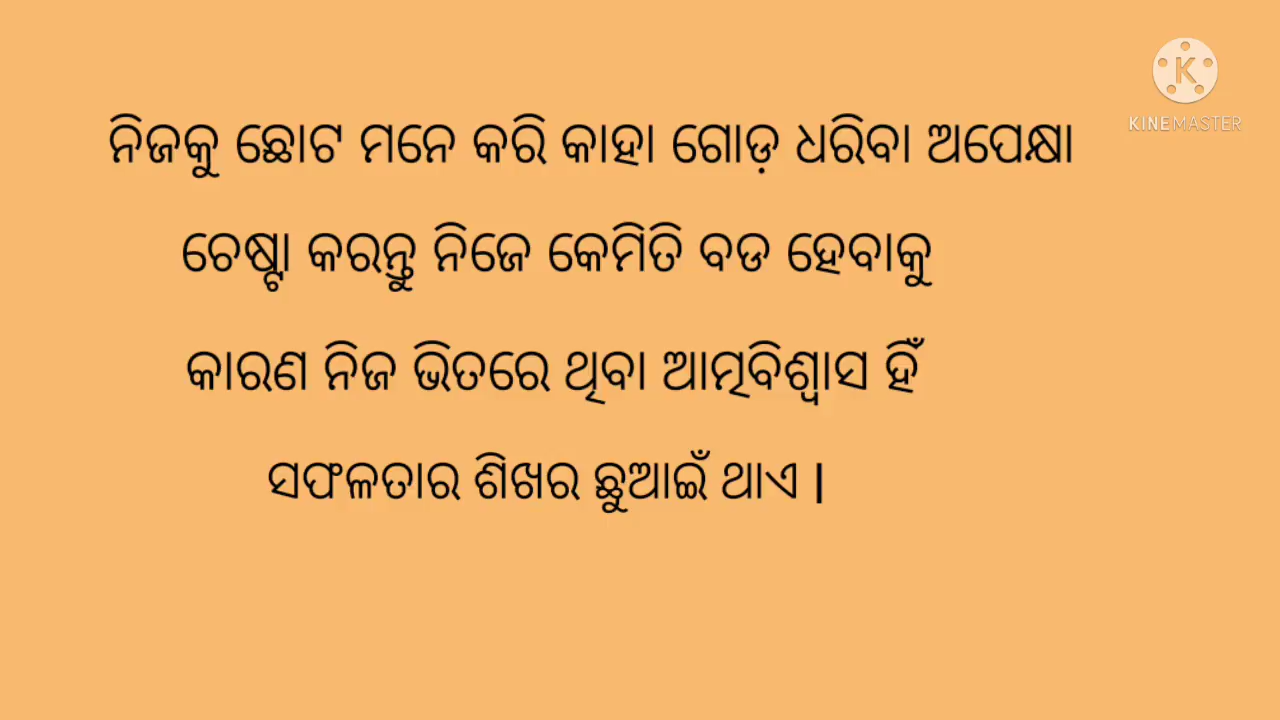 ନିଜକୁ ଛୋଟ ମନେ କରି କାହା ଗୋଡ଼ ଧରିବା ଅପେକ୍ଷା
ଚେଷ୍ଟା କରନ୍ତୁ ନିଜେ କେମିତି ବଡ ହେବାକୁ
କାରଣ ନିଜ ଭିତରେ ଥିବା ଆତ୍ମବିଶ୍ୱାସ ହିଁ
ସଫଳତାର ଶିଖର ଛୁଆଇଁ ଥାଏ |
K
KINEMASTER